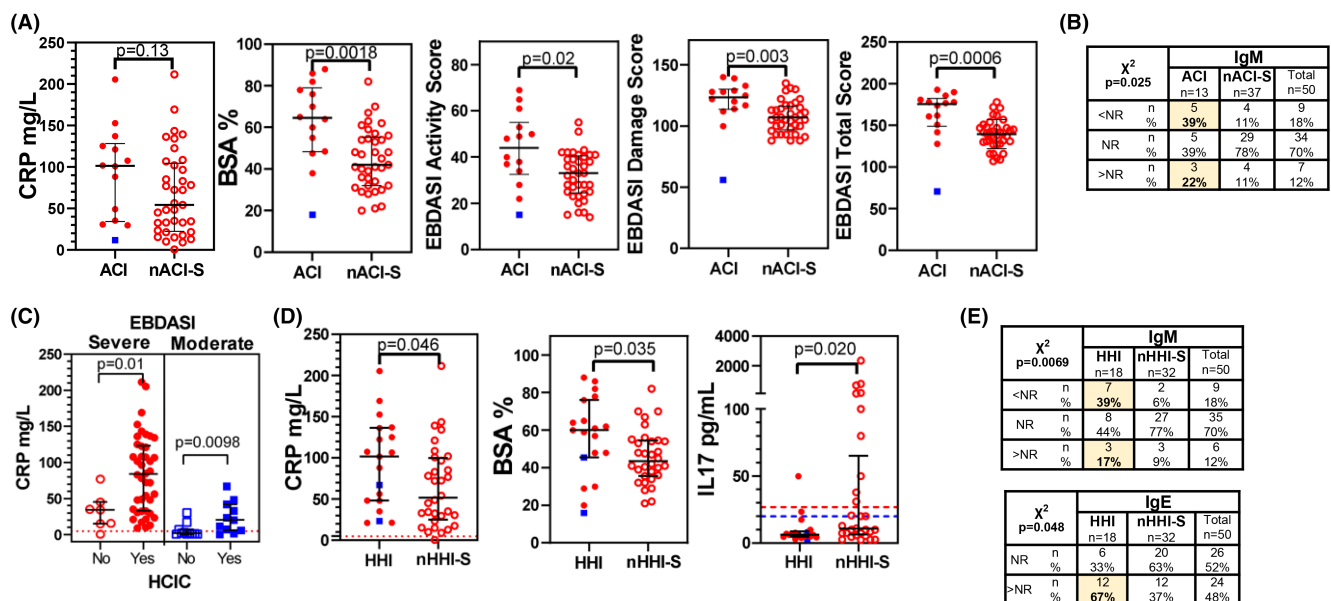 (A)
CRP mg/L
250
200
150
100
50
0
p=0.13
ACI nACI-S
BSA %
100
80
60
40
20
0
p=0.0018
ACI nACI-S
EBDASI Activity Score
80
60
40
20
0
p=0.02
ACI nACI-S
EBDASI Damage Score
150
100
50
0
p=0.003
ACI nACI-S
EBDASI Total Score
250
200
150
100
50
0
p=0.0006
ACI nACI-S
(B)
χ² p=0.025
IgM
ACI n=13 nACI-S n=37 Total n=50
<NR n 5 4 9
% 39% 11% 18%
NR n 5 29 34
% 39% 78% 70%
>NR n 3 4 7
% 22% 11% 12%
(C)
EBDASI
Severe Moderate
CRP mg/L
250
200
150
100
50
0
p=0.01
p=0.0098
No Yes No Yes
HCIC
(D)
CRP mg/L
250
200
150
100
50
0
p=0.046
HHI nHHI-S
BSA %
100
80
60
40
20
0
p=0.035
HHI nHHI-S
IL17 pg/mL
4000
2000
100
50
0
p=0.020
HHI nHHI-S
(E)
χ² p=0.0069
IgM
HHI n=18 nHHI-S n=32 Total n=50
<NR n 7 2 9
% 39% 6% 18%
NR n 8 27 35
% 44% 77% 70%
>NR n 3 3 6
% 17% 9% 12%
χ² p=0.048
IgE
HHI n=18 nHHI-S n=32 Total n=50
NR n 6 20 26
% 33% 63% 52%
>NR n 12 12 24
% 67% 37% 48%